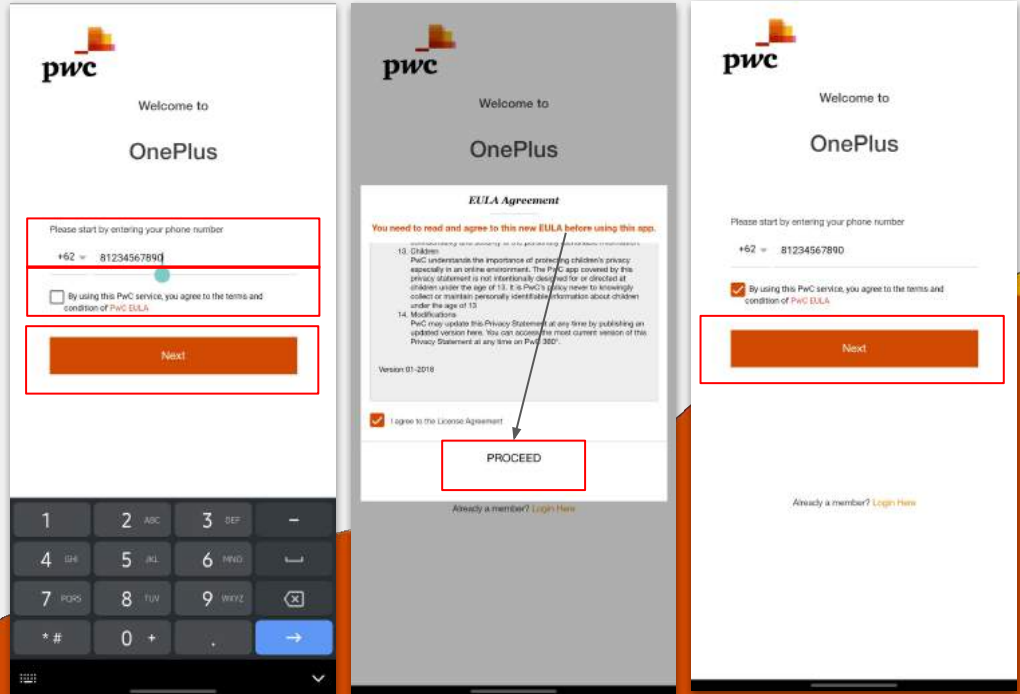 pwc
Welcome to
OnePlus
Please start by entering your phone number
+62 81234567890
By using this PwC service, you agree to the terms and
condition of PwC EULA
Next
1
2 ABC
3 DEF
-
4 GHI
5 JKL
6 MNO
7 PQRS
8 TUV
9 WXYZ
* #
0 +
.
pwc
Welcome to
OnePlus
EULA Agreement
You need to read and agree to this new EULA before using this app.
13. Children
PwC understands the importance of protecting children's privacy
especially in an online environment. The PwC app covered by this
privacy statement is not intentionally designed for or directed at
children under the age of 13. It is PwC's policy never to knowingly
collect or maintain personally identifiable information about children
under the age of 13
14. Modifications
PwC may update this Privacy Statement at any time by publishing an
updated version here. You can access the most current version of this
Privacy Statement at any time on PwC 360°.
Version 01-2016
I agree to the License Agreement
PROCEED
Already a member? Login Here
pwc
Welcome to
OnePlus
Please start by entering your phone number
+62 81234567890
By using this PwC service, you agree to the terms and
condition of PwC EULA
Next
Already a member? Login Here